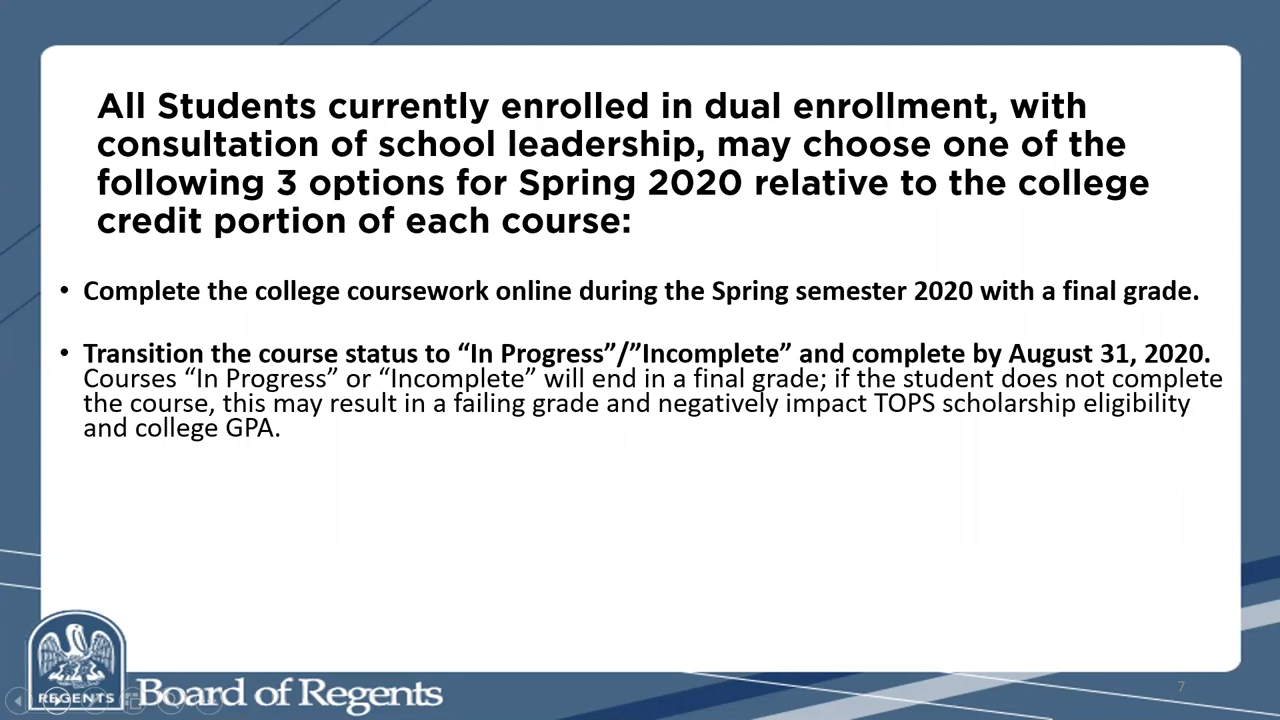 All Students currently enrolled in dual enrollment, with
consultation of school leadership, may choose one of the
following 3 options for Spring 2020 relative to the college
credit portion of each course:
• Complete the college coursework online during the Spring semester 2020 with a final grade.
• Transition the course status to “In Progress”/”Incomplete” and complete by August 31, 2020.
Courses “In Progress” or “Incomplete” will end in a final grade; if the student does not complete
the course, this may result in a failing grade and negatively impact TOPS scholarship eligibility
and college GPA.
REGENTS
Board of Regents
7